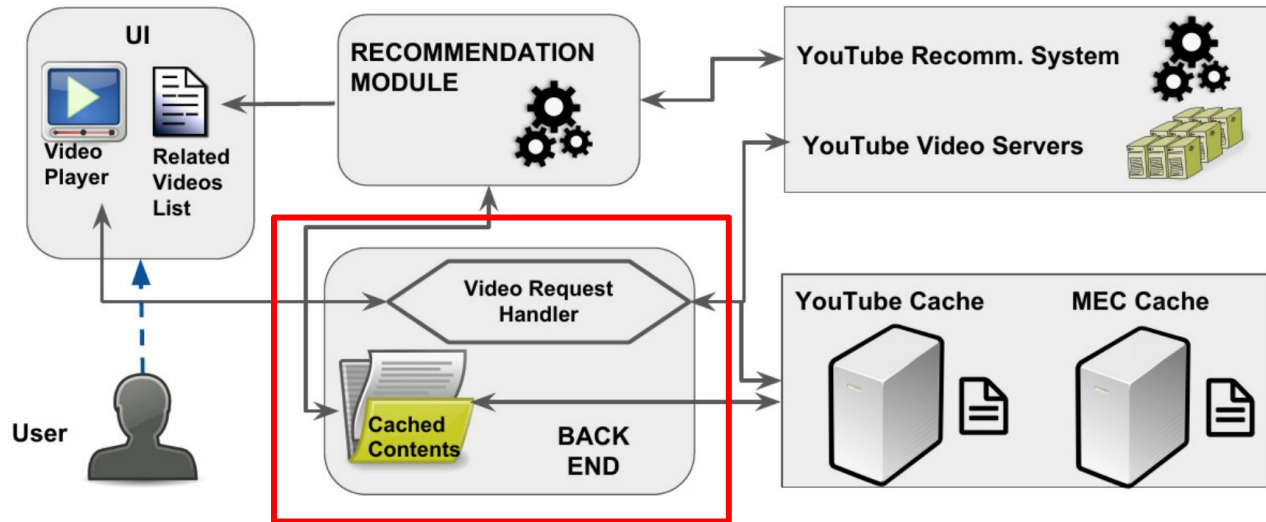 UI
Video
Player
Related
Videos
List
RECOMMENDATION
MODULE
YouTube Recomm. System
YouTube Video Servers
User
Video Request
Handler
Cached
Contents
BACK
END
YouTube Cache
MEC Cache